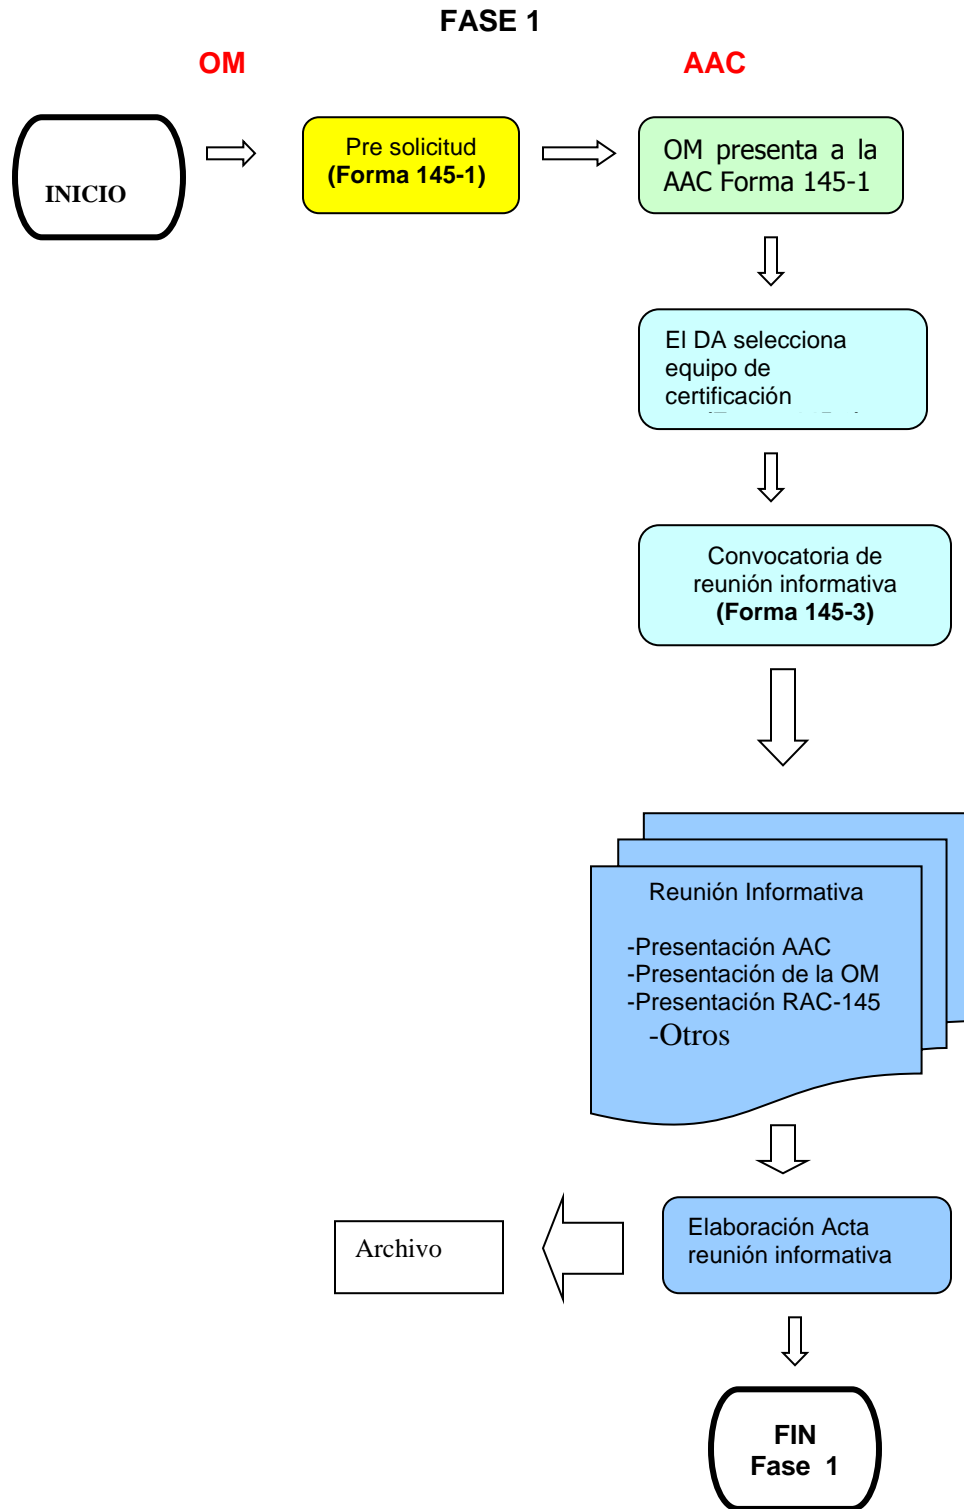 FASE 1
OM
AAC
INICIO
Pre solicitud
(Forma 145-1)
OM presenta a la
AAC Forma 145-1
El DA selecciona
equipo de
certificación
Convocatoria de
reunión informativa
(Forma 145-3)
Reunión Informativa
-Presentación AAC
-Presentación de la OM
-Presentación RAC-145
-Otros
Elaboración Acta
reunión informativa
Archivo
FIN
Fase 1